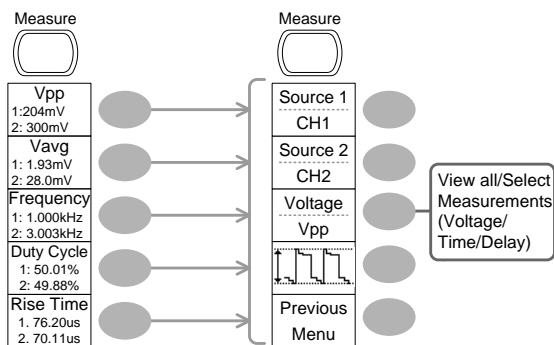 Measure
Vpp
1:204mV
2: 300mV
Vavg
1: 1.93mV
2: 28.0mV
Frequency
1: 1.000kHz
2: 3.003kHz
Duty Cycle
1: 50.01%
2: 49.88%
Rise Time
1. 76.20us
2. 70.11us
Measure
Source 1
CH1
Source 2
CH2
Voltage
Vpp
Previous
Menu
View all/Select
Measurements
(Voltage/
Time/Delay)